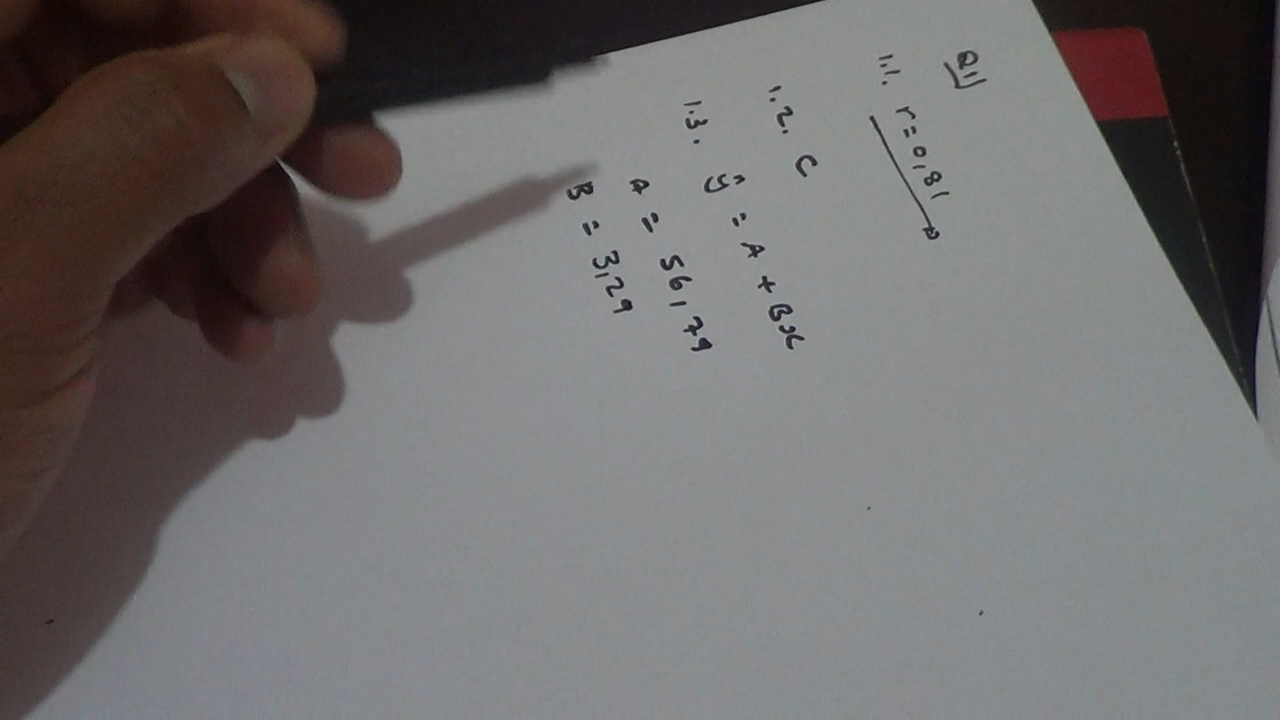 Q1)
1.1. r = 0,81
1.2. C
1.3. ŷ = A + Bx
A = 56,79
B = 3,29